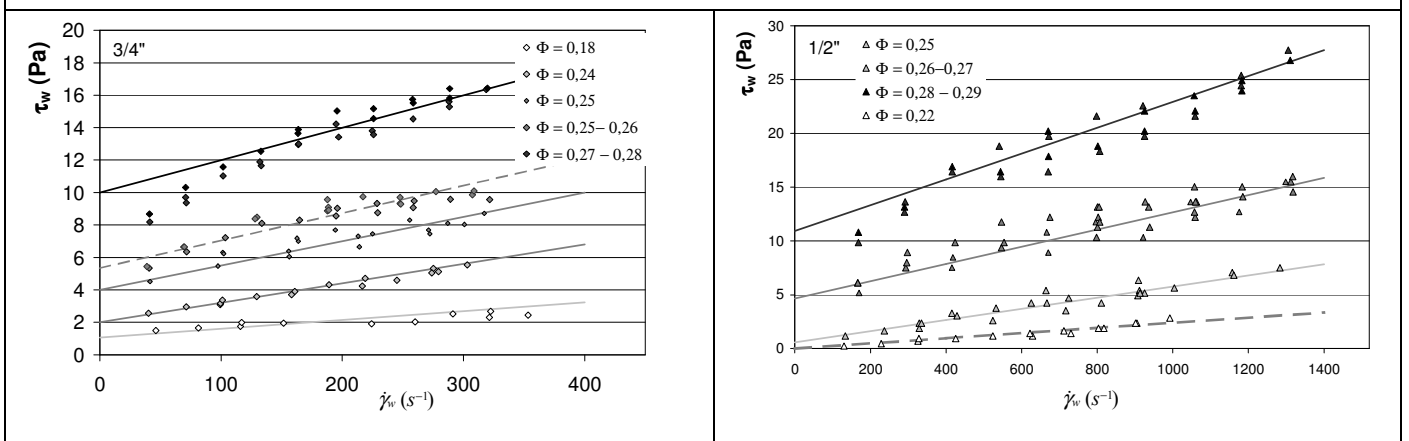 3/4"
τw (Pa)
20
18
16
14
12
10
8
6
4
2
0
0 100 200 300 400
γ̇w (s⁻¹)
Φ = 0,18
Φ = 0,24
Φ = 0,25
Φ = 0,25– 0,26
Φ = 0,27 – 0,28
1/2"
τw (Pa)
30
25
20
15
10
5
0
0 200 400 600 800 1000 1200 1400
γ̇w (s⁻¹)
Φ = 0,25
Φ = 0,26–0,27
Φ = 0,28 – 0,29
Φ = 0,22